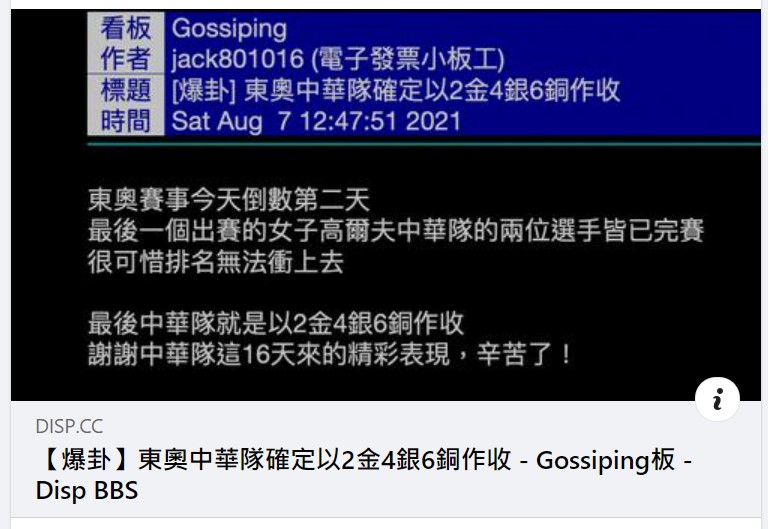 看板 Gossiping
作者 jack801016 (電子發票小板工)
標題 [爆卦] 東奧中華隊確定以2金4銀6銅作收
時間 Sat Aug  7 12:47:51 2021
東奧賽事今天倒數第二天
最後一個出賽的女子高爾夫中華隊的兩位選手皆已完賽
很可惜排名無法衝上去
最後中華隊就是以2金4銀6銅作收
謝謝中華隊這16天來的精彩表現，辛苦了！
i
DISP.CC
【爆卦】東奧中華隊確定以2金4銀6銅作收 - Gossiping板 -
Disp BBS